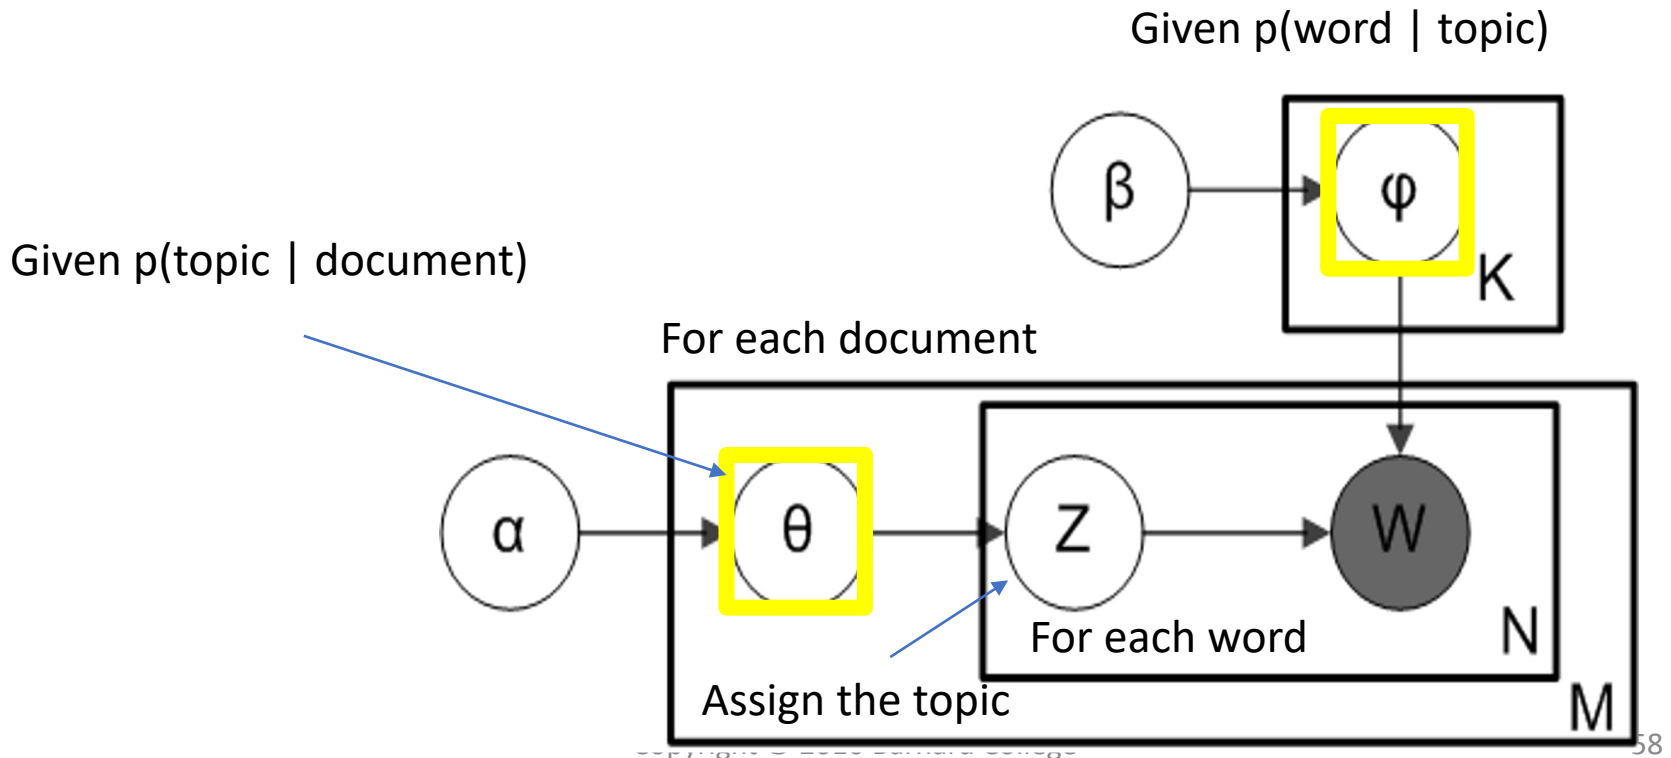 Given p(word | topic)
β
φ
K
Given p(topic | document)
For each document
α
θ
Z
W
For each word
N
Assign the topic
M
58